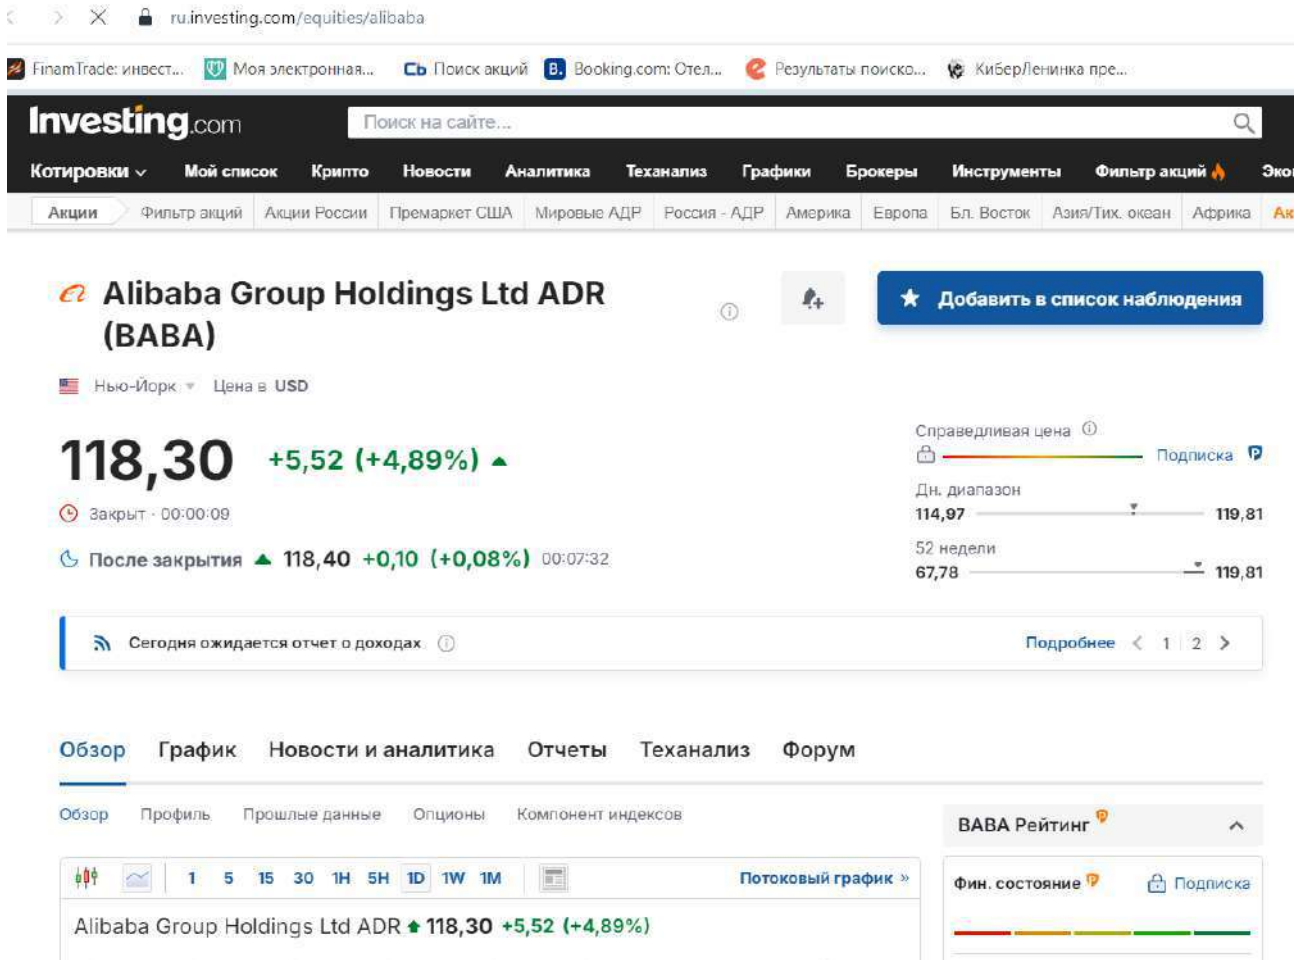 ru.investing.com/equities/alibaba
FinamTrade: инвест... Моя электронная... Сь Поиск акций B. Booking.com: Отел... Результаты поиско... КиберЛенинка пре...
Investing.com Поиск на сайте...
Котировки Мой список Крипто Новости Аналитика Теханализ Графики Брокеры Инструменты Фильтр акций Эко
Акции Фильтр акций Акции России Премаркет США Мировые АДР Россия - АДР Америка Европа Бл. Восток Азия/Тих. океан Африка Ак
Alibaba Group Holdings Ltd ADR
(BABA)
Добавить в список наблюдения
Нью-Йорк Цена в USD
118,30 +5,52 (+4,89%)
Справедливая цена
Подписка
Закрыт · 00:00:09
Дн. диапазон
114,97 119,81
После закрытия 118,40 +0,10 (+0,08%) 00:07:32
52 недели
67,78 119,81
Сегодня ожидается отчет о доходах Подробнее < 1 2 >
Обзор График Новости и аналитика Отчеты Теханализ Форум
Обзор Профиль Прошлые данные Опционы Компонент индексов
BABA Рейтинг
1 5 15 30 1H 5H 1D 1W 1M Потоковый график »
Фин. состояние Подписка
Alibaba Group Holdings Ltd ADR 118,30 +5,52 (+4,89%)